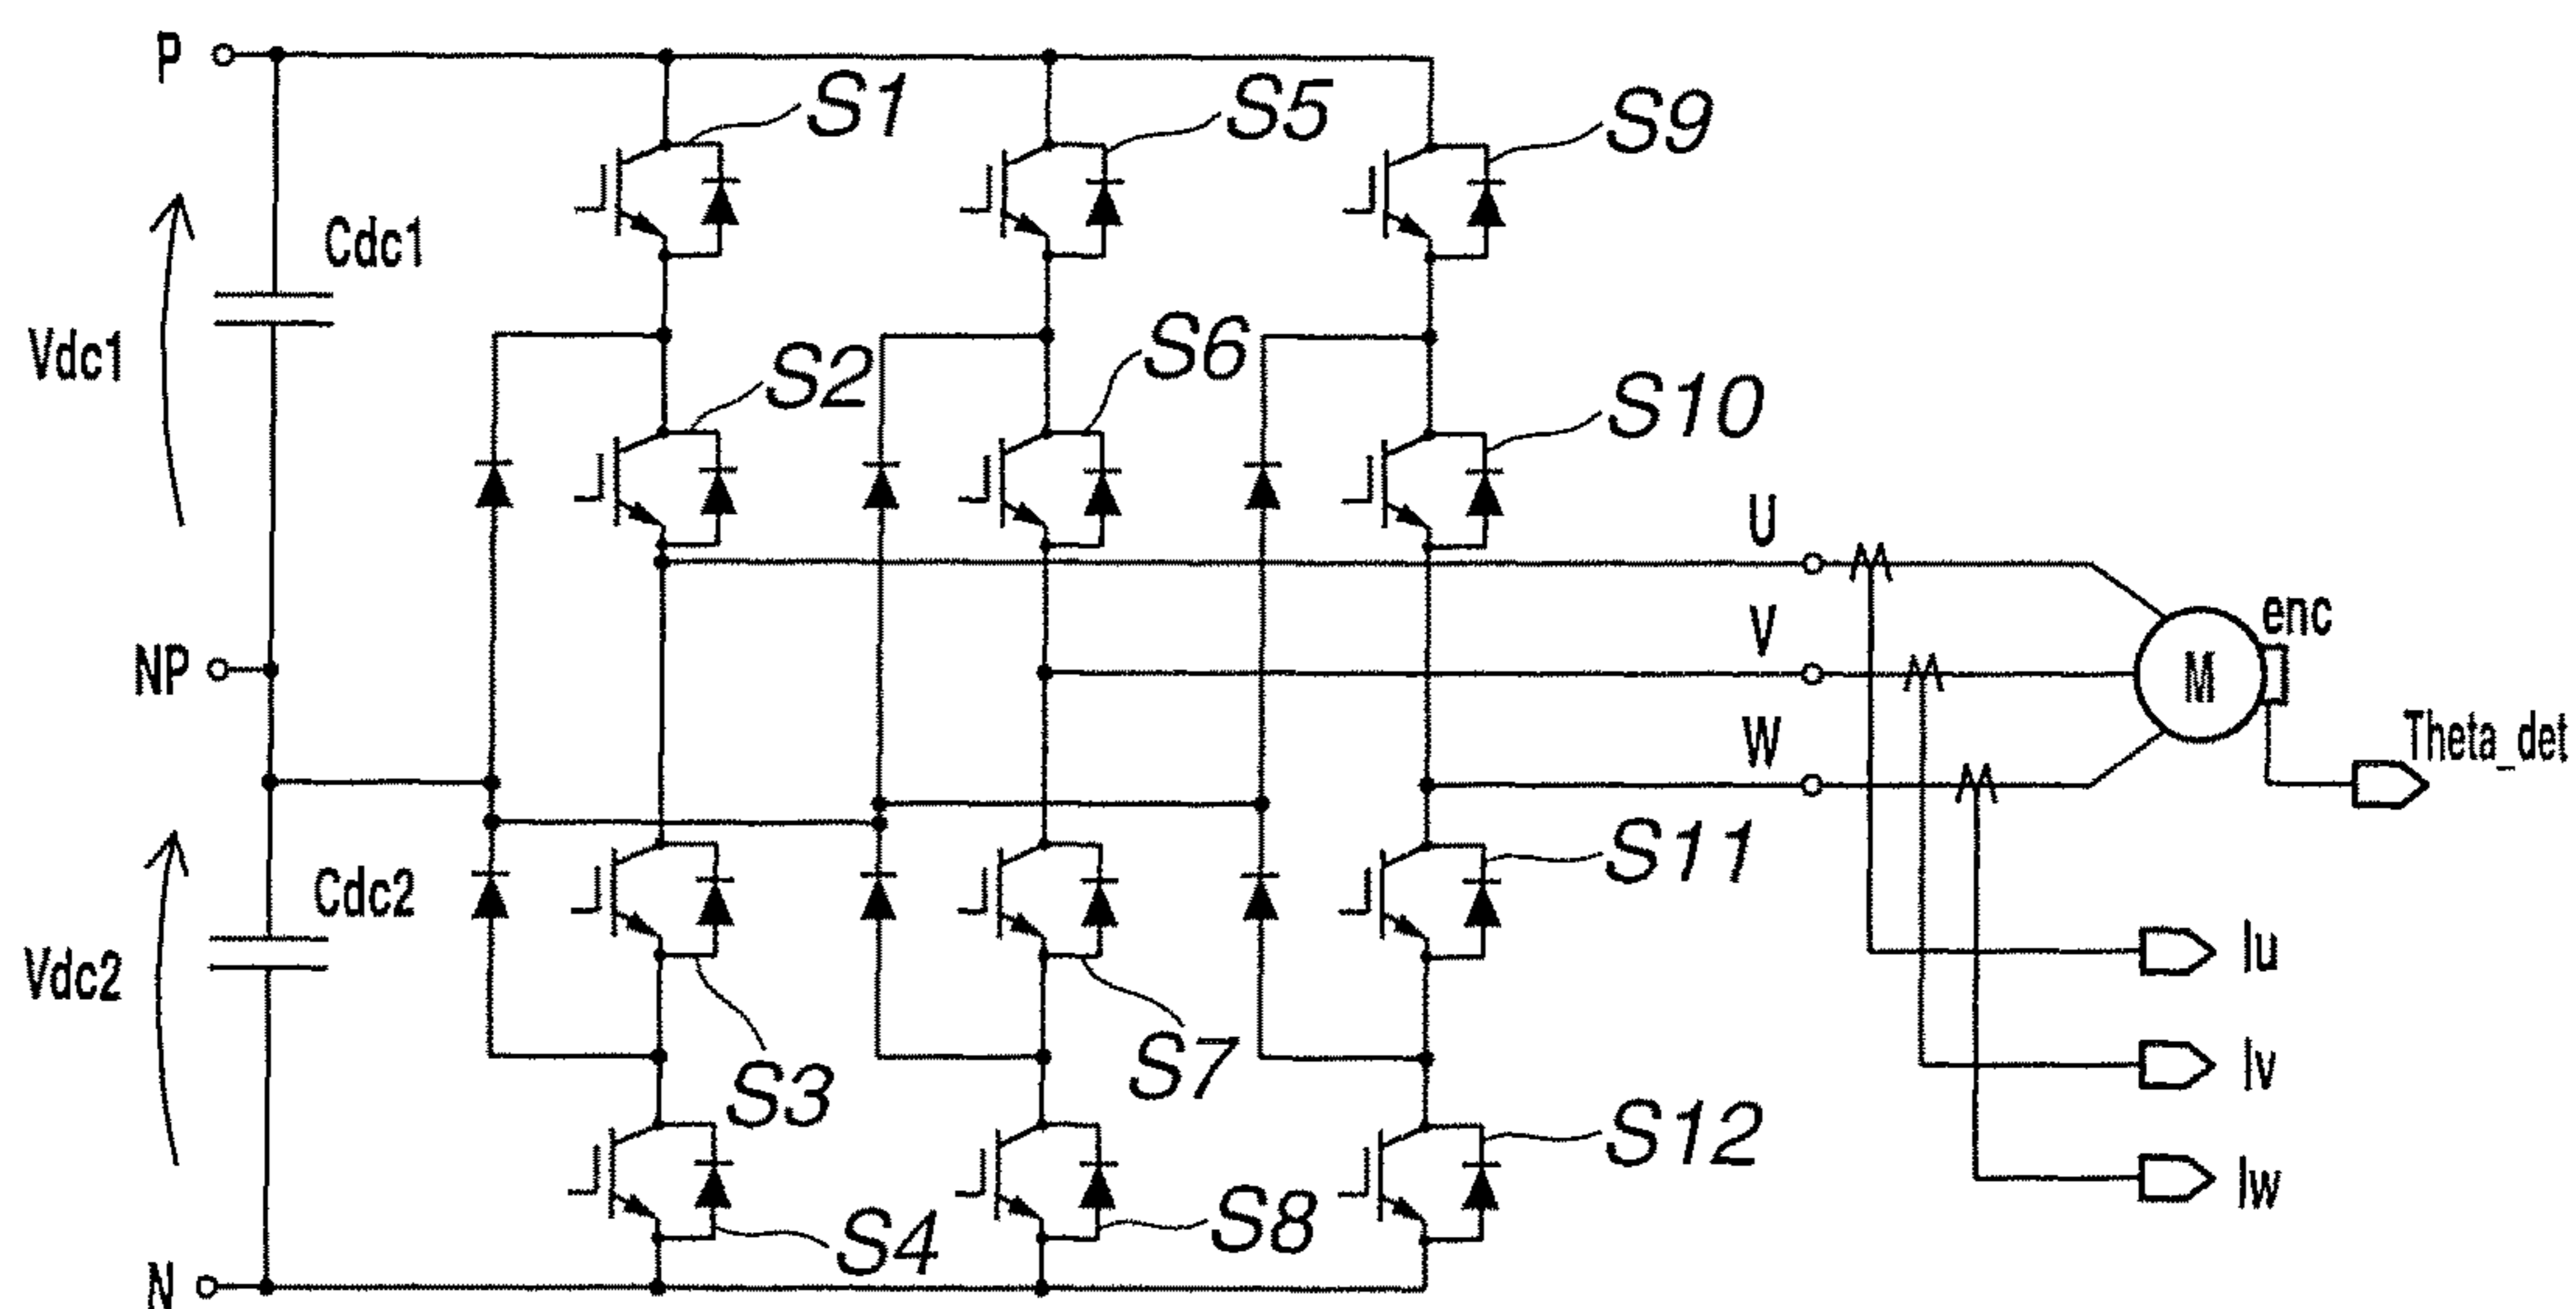 P
S1
S5
S9
Cdc1
Vdc1
S2
S6
S10
U
enc
V
NP
M
W
Theta_det
S11
Cdc2
Vdc2
Iu
S7
Iv
S3
S12
Iw
S4
S8
N